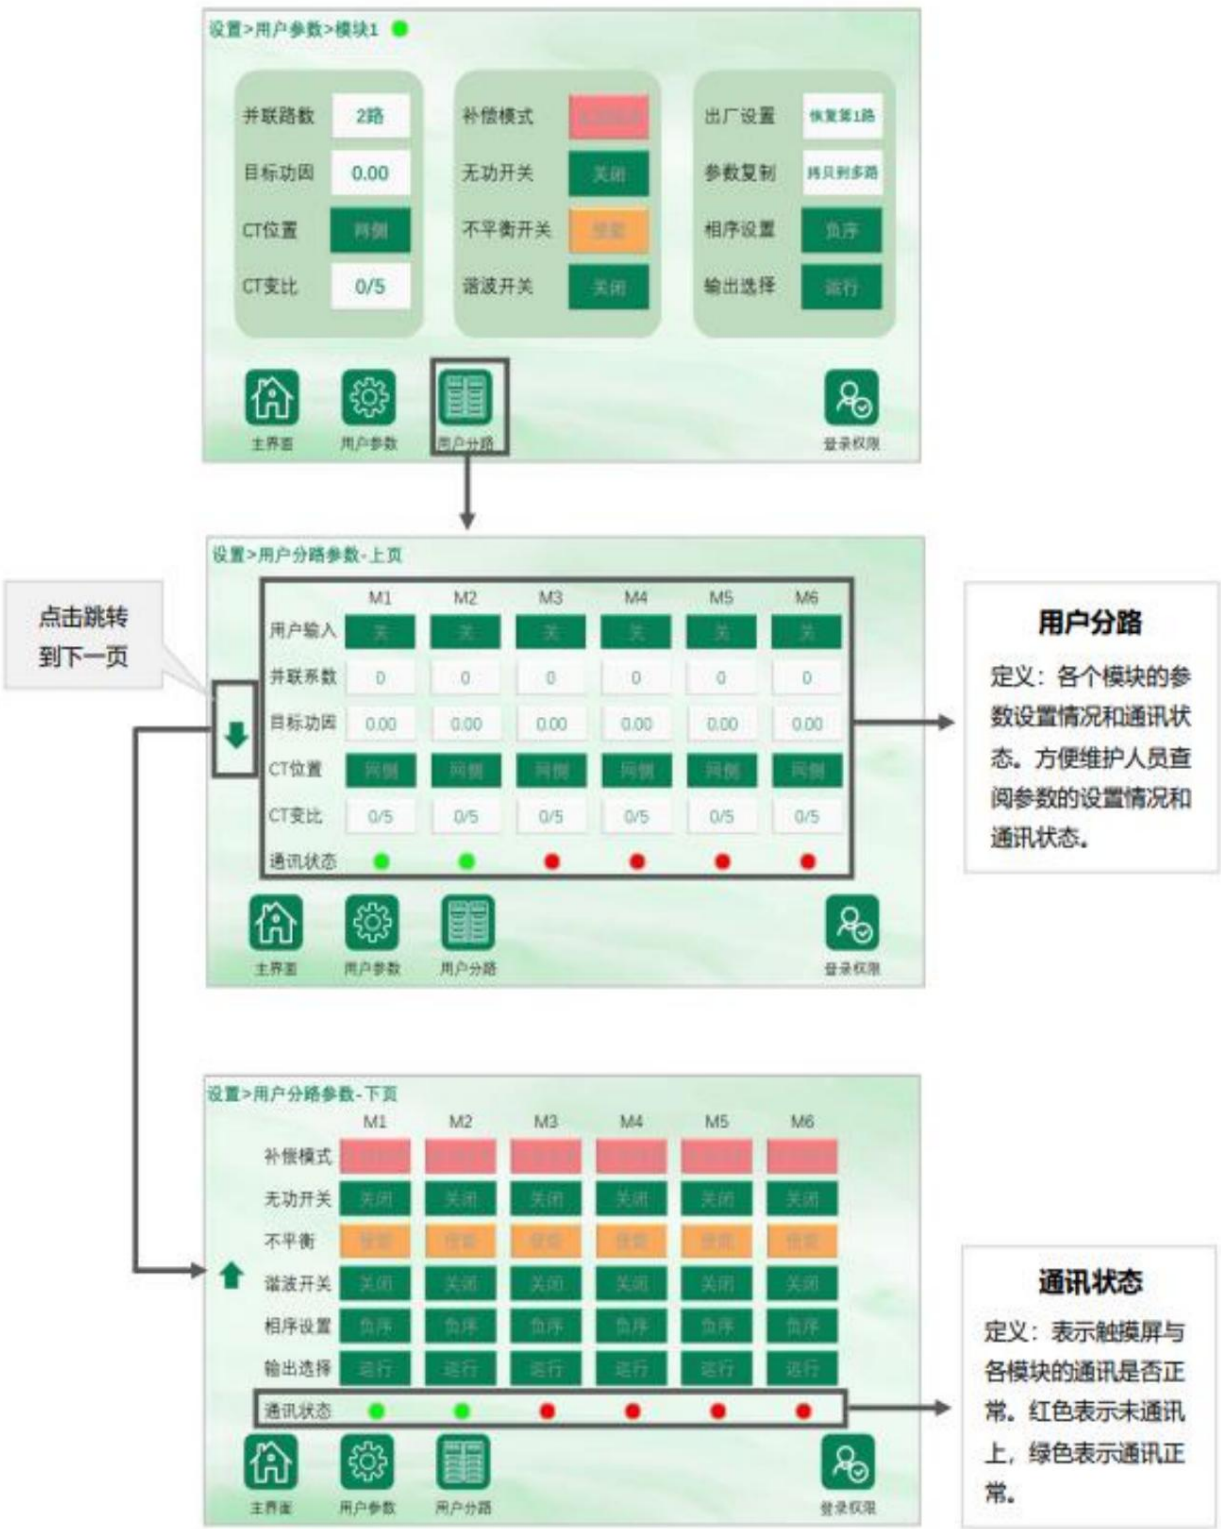 设置>用户参数>模块1
并联路数 2路 补偿模式 出厂设置 恢复第1路
目标功因 0.00 无功开关 关闭 参数复制 拷贝到多路
CT位置 网侧 不平衡开关 使能 相序设置 负序
CT变比 0/5 谐波开关 关闭 输出选择 运行
主界面 用户参数 用户分路 登录权限
设置>用户分路参数-上页
M1 M2 M3 M4 M5 M6
用户输入 关 关 关 关 关 关
并联系数 0 0 0 0 0 0
目标功因 0.00 0.00 0.00 0.00 0.00 0.00
CT位置 网侧 网侧 网侧 网侧 网侧 网侧
CT变比 0/5 0/5 0/5 0/5 0/5 0/5
通讯状态
主界面 用户参数 用户分路 登录权限
点击跳转
到下一页
用户分路
定义：各个模块的参
数设置情况和通讯状
态。方便维护人员查
阅参数的设置情况和
通讯状态。
设置>用户分路参数-下页
M1 M2 M3 M4 M5 M6
补偿模式
无功开关 关闭 关闭 关闭 关闭 关闭 关闭
不平衡 使能 使能 使能 使能 使能 使能
谐波开关 关闭 关闭 关闭 关闭 关闭 关闭
相序设置 负序 负序 负序 负序 负序 负序
输出选择 运行 运行 运行 运行 运行 运行
通讯状态
主界面 用户参数 用户分路 登录权限
通讯状态
定义：表示触摸屏与
各模块的通讯是否正
常。红色表示未通讯
上，绿色表示通讯正
常。